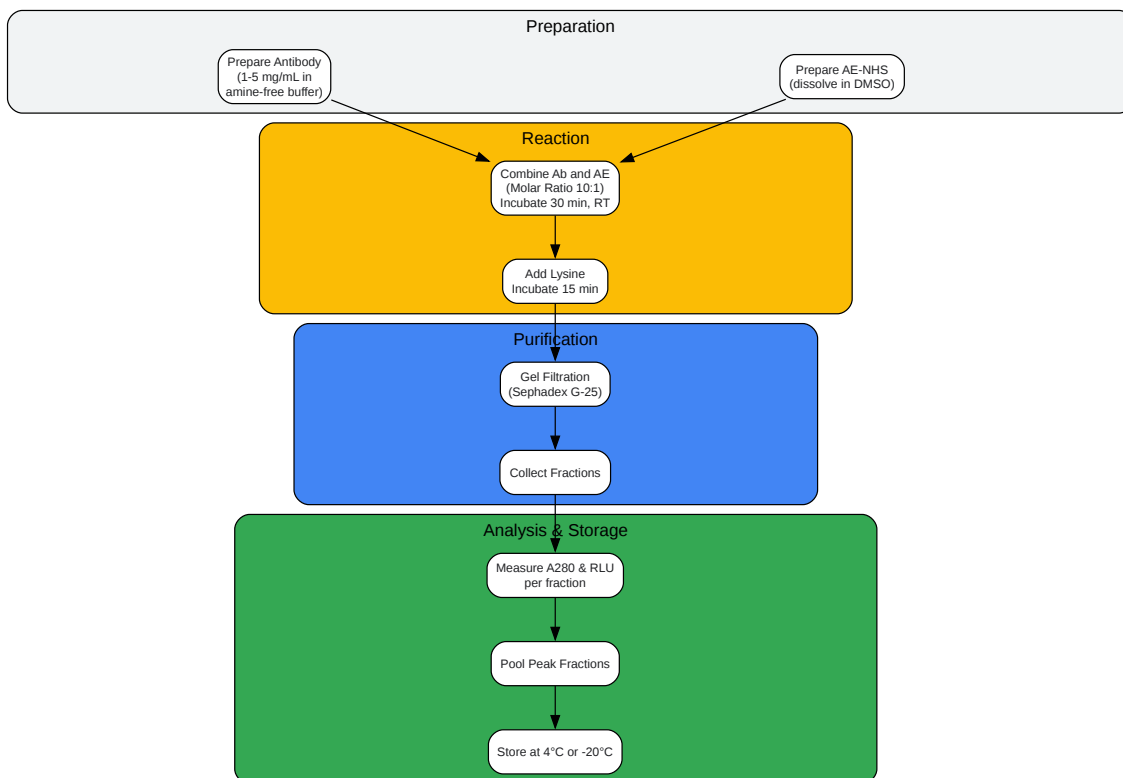 Preparation
Prepare Antibody
(1-5 mg/mL in
amine-free buffer)
Prepare AE-NHS
(dissolve in DMSO)
Reaction
Combine Ab and AE
(Molar Ratio 10:1)
Incubate 30 min, RT
Add Lysine
Incubate 15 min
Purification
Gel Filtration
(Sephadex G-25)
Collect Fractions
Analysis & Storage
Measure A280 & RLU
per fraction
Pool Peak Fractions
Store at 4°C or -20°C